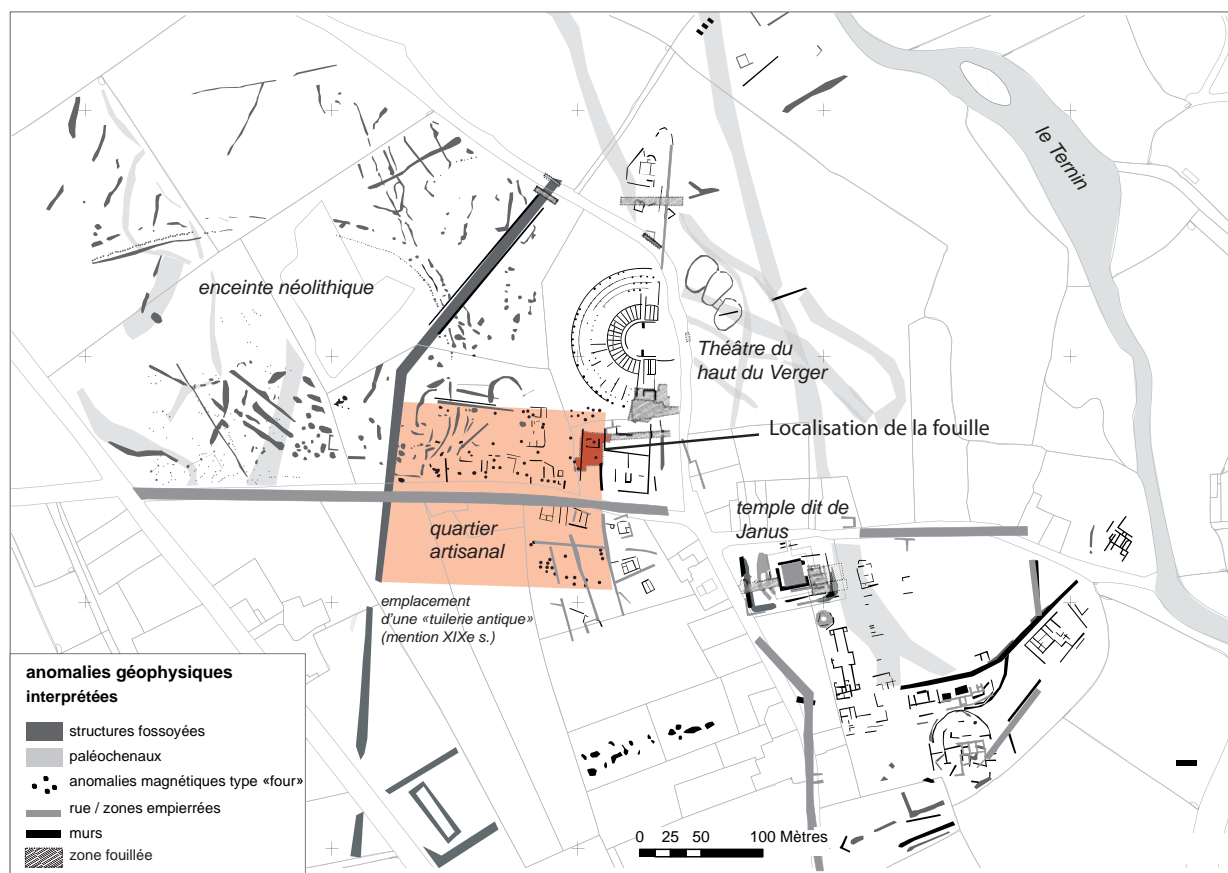 le Ternin
enceinte néolithique
Théâtre du
haut du Verger
Localisation de la fouille
temple dit de
Janus
quartier
artisanal
emplacement
d'une «tuilerie antique»
(mention XIXe s.)
anomalies géophysiques
interprétées
structures fossoyées
paléochenaux
anomalies magnétiques type «four»
rue / zones empierrées
murs
zone fouillée
0 25 50 100 Mètres